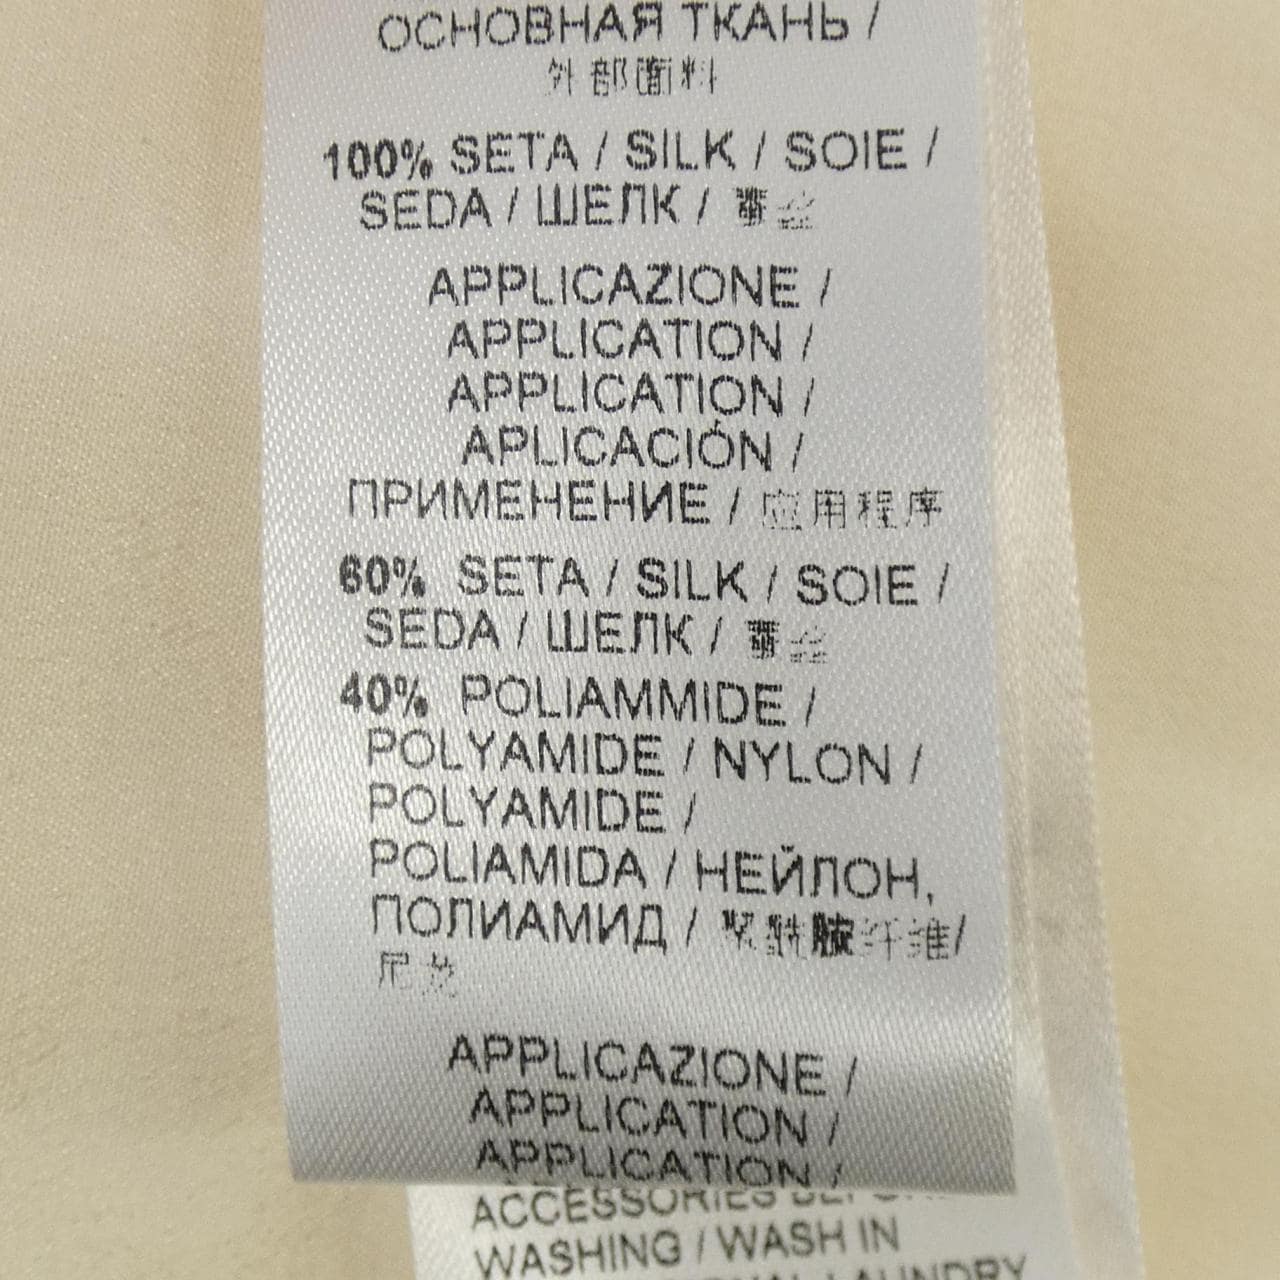 ОСНОВНАЯ ТКАНЬ /
外部面料
100% SETA / SILK / SOIE /
SEDA / ШЕЛК / 蚕丝
APPLICAZIONE /
APPLICATION /
APPLICATION /
APLICACIÓN /
ПРИМЕНЕНИЕ / 应用程序
60% SETA / SILK / SOIE /
SEDA / ШЕЛК / 蚕丝
40% POLIAMMIDE /
POLYAMIDE / NYLON /
POLYAMIDE /
POLIAMIDA / НЕЙЛОН,
ПОЛИАМИД / 聚酰胺纤维/
尼龙
APPLICAZIONE /
APPLICATION /
APPLICATION /
ACCESSORIES
WASHING / WASH IN
LAUNDRY